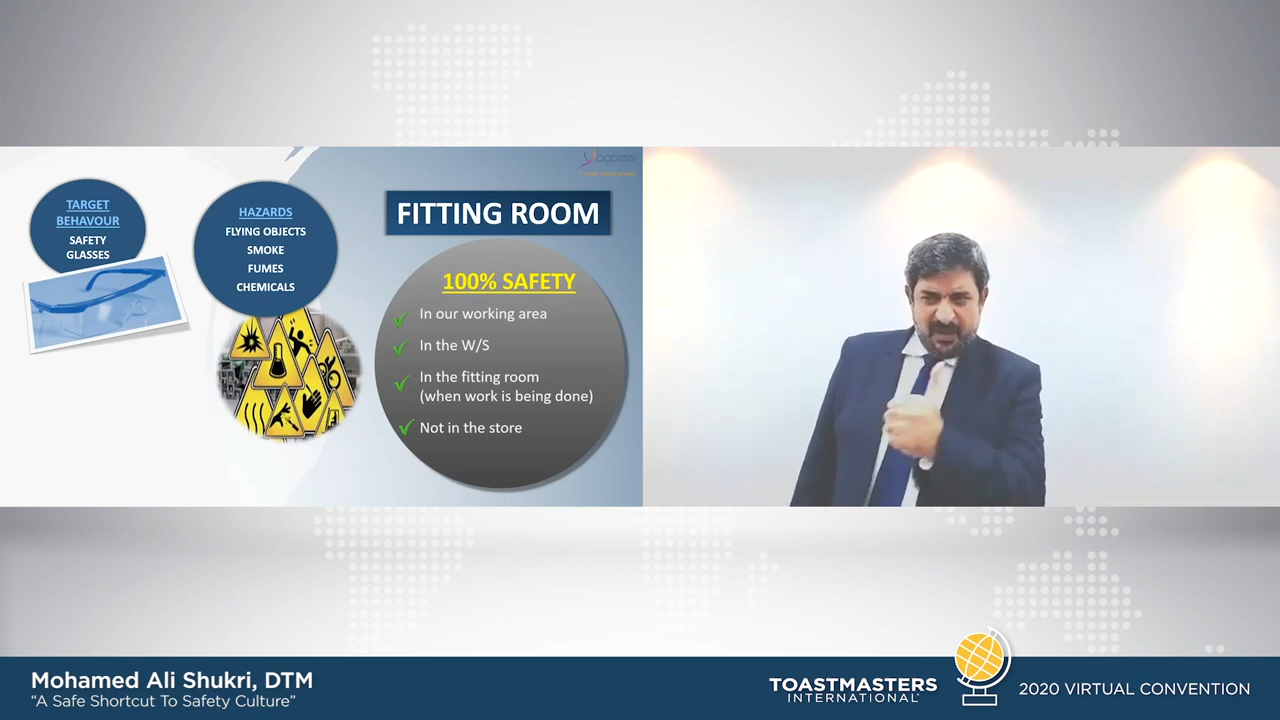 access
TARGET
BEHAVOUR
SAFETY
GLASSES
HAZARDS
FLYING OBJECTS
SMOKE
FUMES
CHEMICALS
FITTING ROOM
100% SAFETY
In our working area
In the W/S
In the fitting room
(when work is being done)
Not in the store
Mohamed Ali Shukri, DTM
“A Safe Shortcut To Safety Culture”
TOASTMASTERS
INTERNATIONAL
2020 VIRTUAL CONVENTION